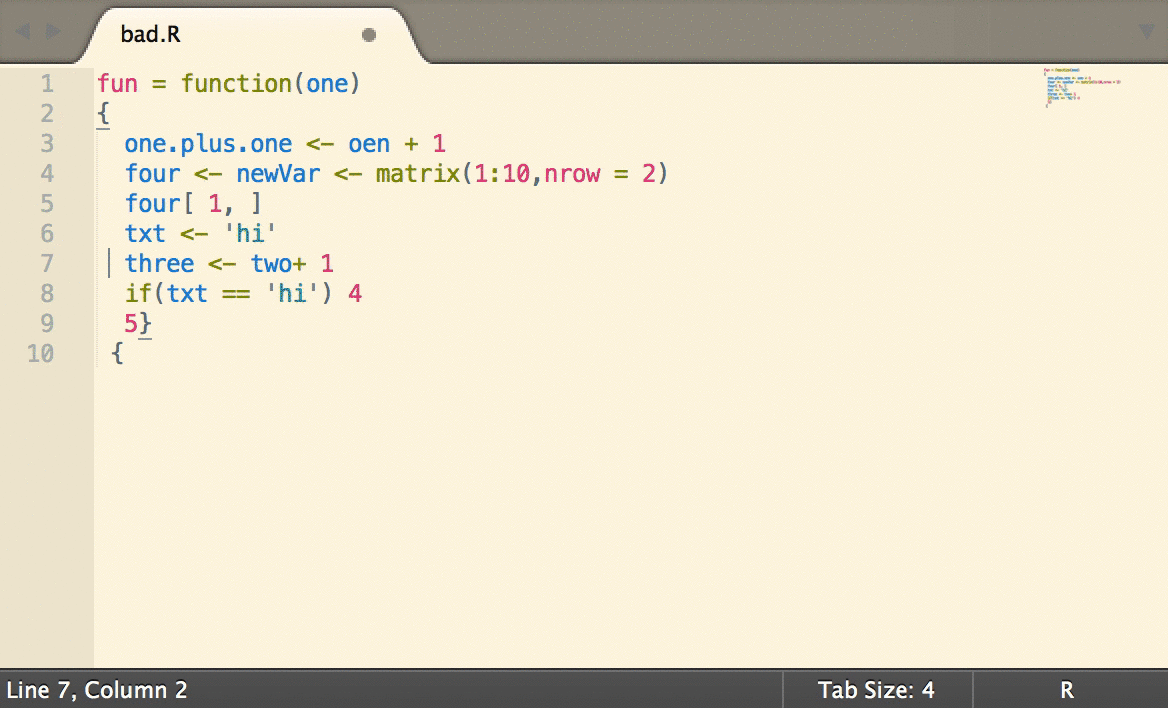 bad.R
1 fun = function(one)
2 {
3   one.plus.one <- oen + 1
4   four <- newVar <- matrix(1:10,nrow = 2)
5   four[ 1, ]
6   txt <- 'hi'
7   three <- two+ 1
8   if(txt == 'hi') 4
9   5}
10  {
Line 7, Column 2 Tab Size: 4 R